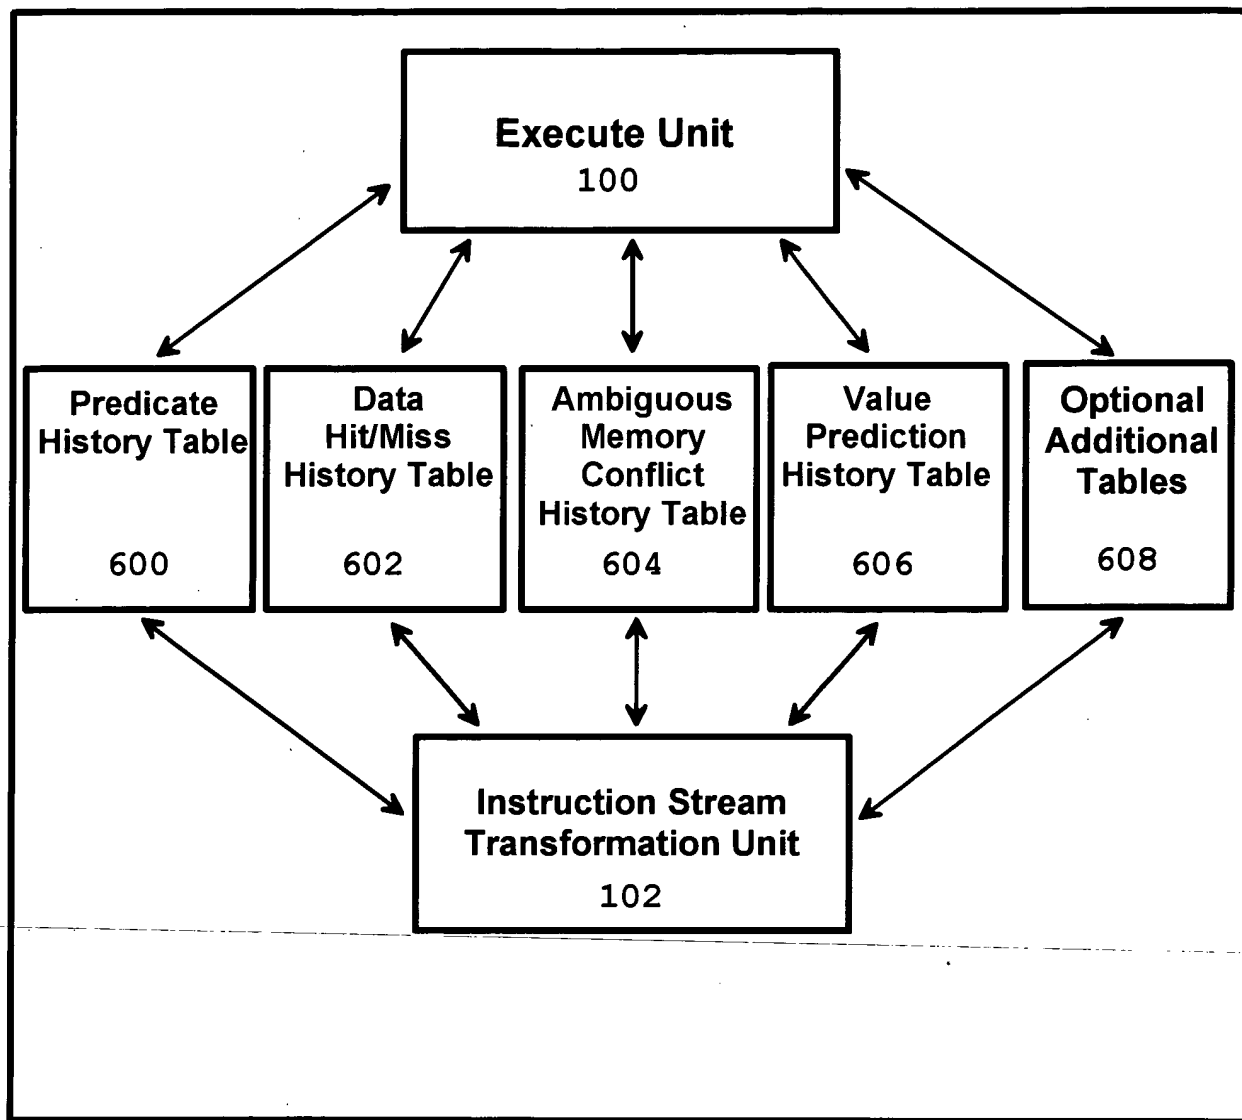 Execute Unit
100
Predicate
History Table
600
Data
Hit/Miss
History Table
602
Ambiguous
Memory
Conflict
History Table
604
Value
Prediction
History Table
606
Optional
Additional
Tables
608
Instruction Stream
Transformation Unit
102